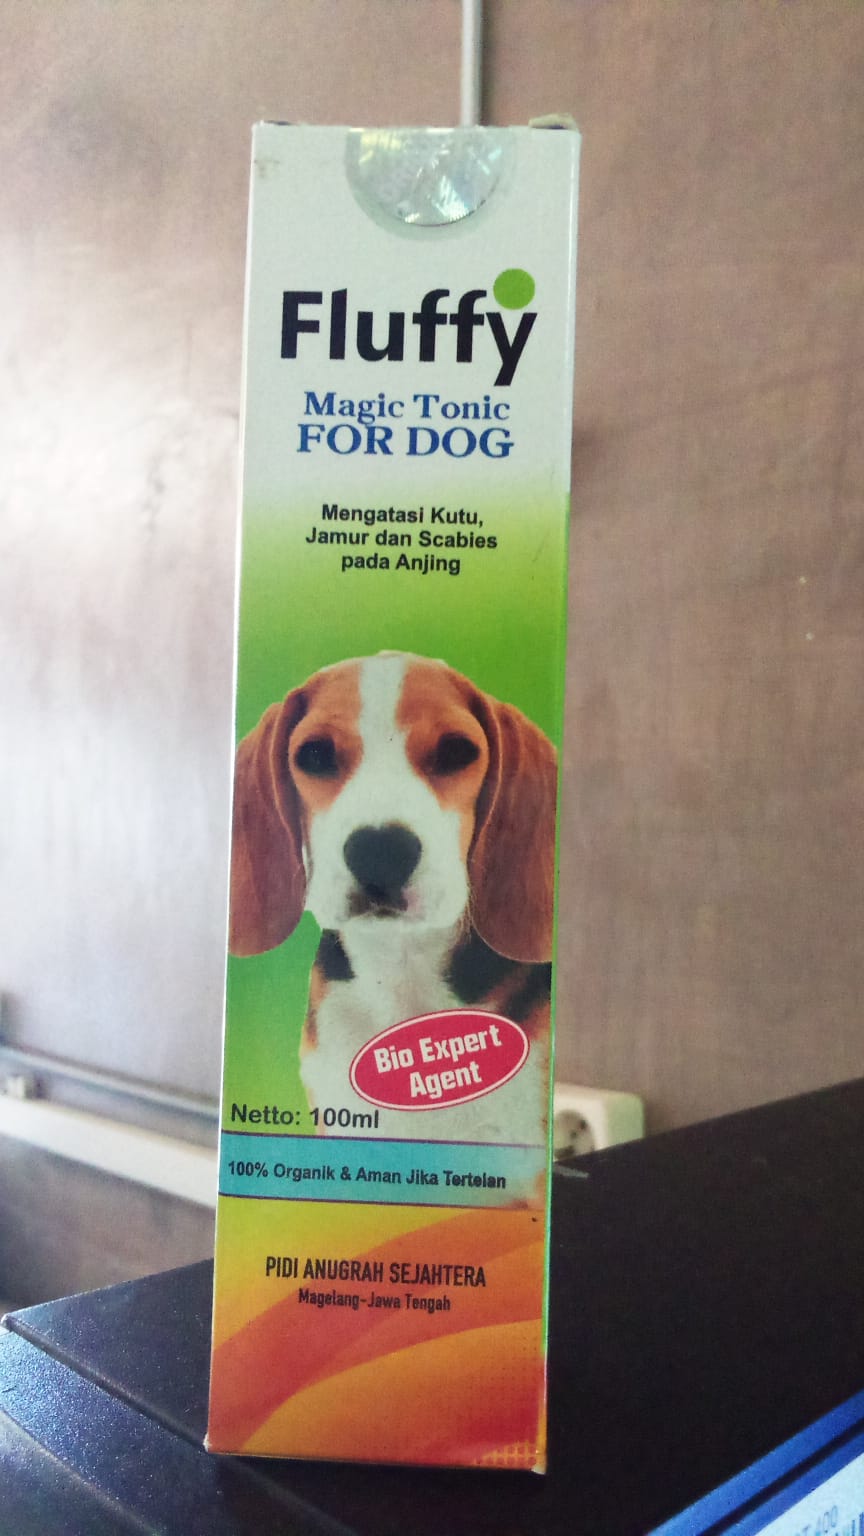 Fluffy
Magic Tonic
FOR DOG
Mengatasi Kutu,
Jamur dan Scabies
pada Anjing
Bio Expert
Agent
Netto: 100ml
100% Organik & Aman Jika Tertelan
PIDI ANUGRAH SEJAHTERA
Magelang-Jawa Tengah